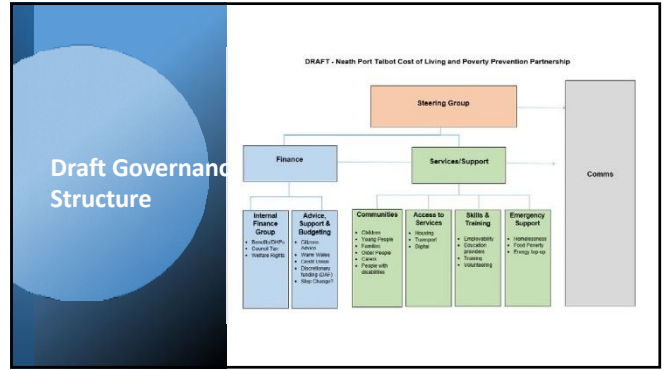 DRAFT - Neath Port Talbot Cost of Living and Poverty Prevention Partnership
Draft Governanc
Structure
Steering Group
Finance
Services/Support
Comms
Internal
Finance
Group
• Benefits/DHPs
• Council Tax
• Welfare Rights
Advice,
Support &
Budgeting
• Citizens
Advice
• Warm Wales
• Credit Union
• Discretionary
funding (DAF)
• Step Change?
Communities
• Children
• Young People
• Families
• Older People
• Carers
• People with
disabilities
Access to
Services
• Housing
• Transport
• Digital
Skills &
Training
• Employability
• Education
providers
• Training
• Volunteering
Emergency
Support
• Homelessness
• Food Poverty
• Energy top-up